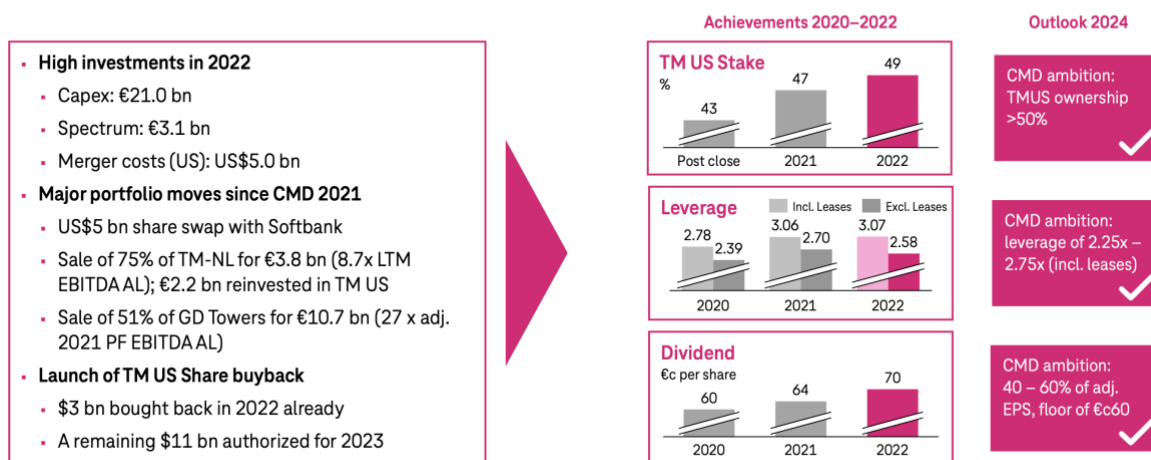 ▪ High investments in 2022
▪ Capex: €21.0 bn
▪ Spectrum: €3.1 bn
▪ Merger costs (US): US$5.0 bn
▪ Major portfolio moves since CMD 2021
▪ US$5 bn share swap with Softbank
▪ Sale of 75% of TM-NL for €3.8 bn (8.7x LTM
EBITDA AL); €2.2 bn reinvested in TM US
▪ Sale of 51% of GD Towers for €10.7 bn (27 x adj.
2021 PF EBITDA AL)
▪ Launch of TM US Share buyback
▪ $3 bn bought back in 2022 already
▪ A remaining $11 bn authorized for 2023
Achievements 2020–2022
TM US Stake
%
43
47
49
Post close
2021
2022
Leverage
Incl. Leases
Excl. Leases
2.78
2.39
3.06
2.70
3.07
2.58
2020
2021
2022
Dividend
€c per share
60
64
70
2020
2021
2022
Outlook 2024
CMD ambition:
TMUS ownership
>50%
CMD ambition:
leverage of 2.25x –
2.75x (incl. leases)
CMD ambition:
40 – 60% of adj.
EPS, floor of €c60